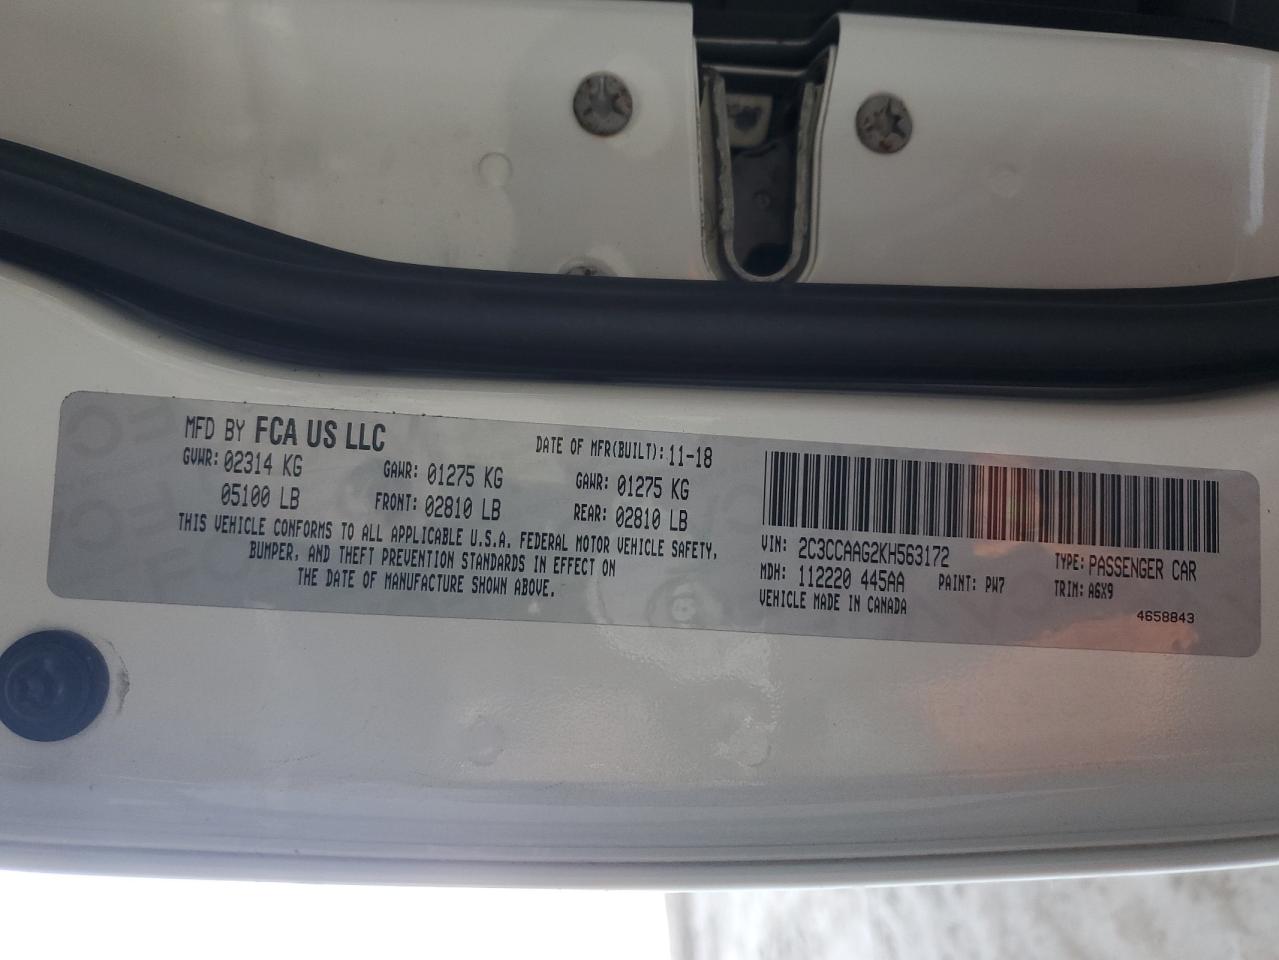 MFD BY FCA US LLC DATE OF MFR(BUILT): 11-18
GVWR: 02314 KG GAWR: 01275 KG GAWR: 01275 KG
05100 LB FRONT: 02810 LB REAR: 02810 LB
THIS VEHICLE CONFORMS TO ALL APPLICABLE U.S.A. FEDERAL MOTOR VEHICLE SAFETY,
BUMPER, AND THEFT PREVENTION STANDARDS IN EFFECT ON
THE DATE OF MANUFACTURE SHOWN ABOVE.
VIN: 2C3CCAAG2KH563172 TYPE: PASSENGER CAR
MDH: 112220 445AA PAINT: PW7 TRIM: A6X9
VEHICLE MADE IN CANADA 4658843